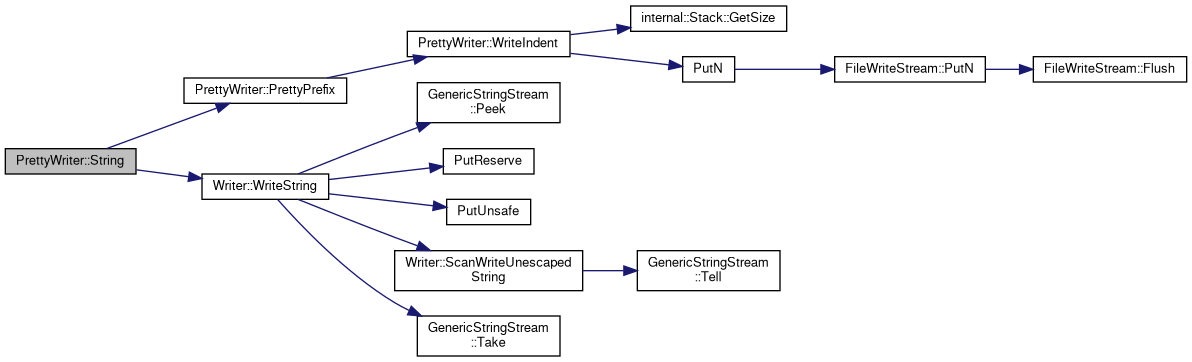 internal::Stack::GetSize
PrettyWriter::WriteIndent
PutN
FileWriteStream::PutN
FileWriteStream::Flush
PrettyWriter::PrettyPrefix
GenericStringStream
::Peek
PrettyWriter::String
PutReserve
Writer::WriteString
PutUnsafe
Writer::ScanWriteUnescaped
String
GenericStringStream
::Tell
GenericStringStream
::Take